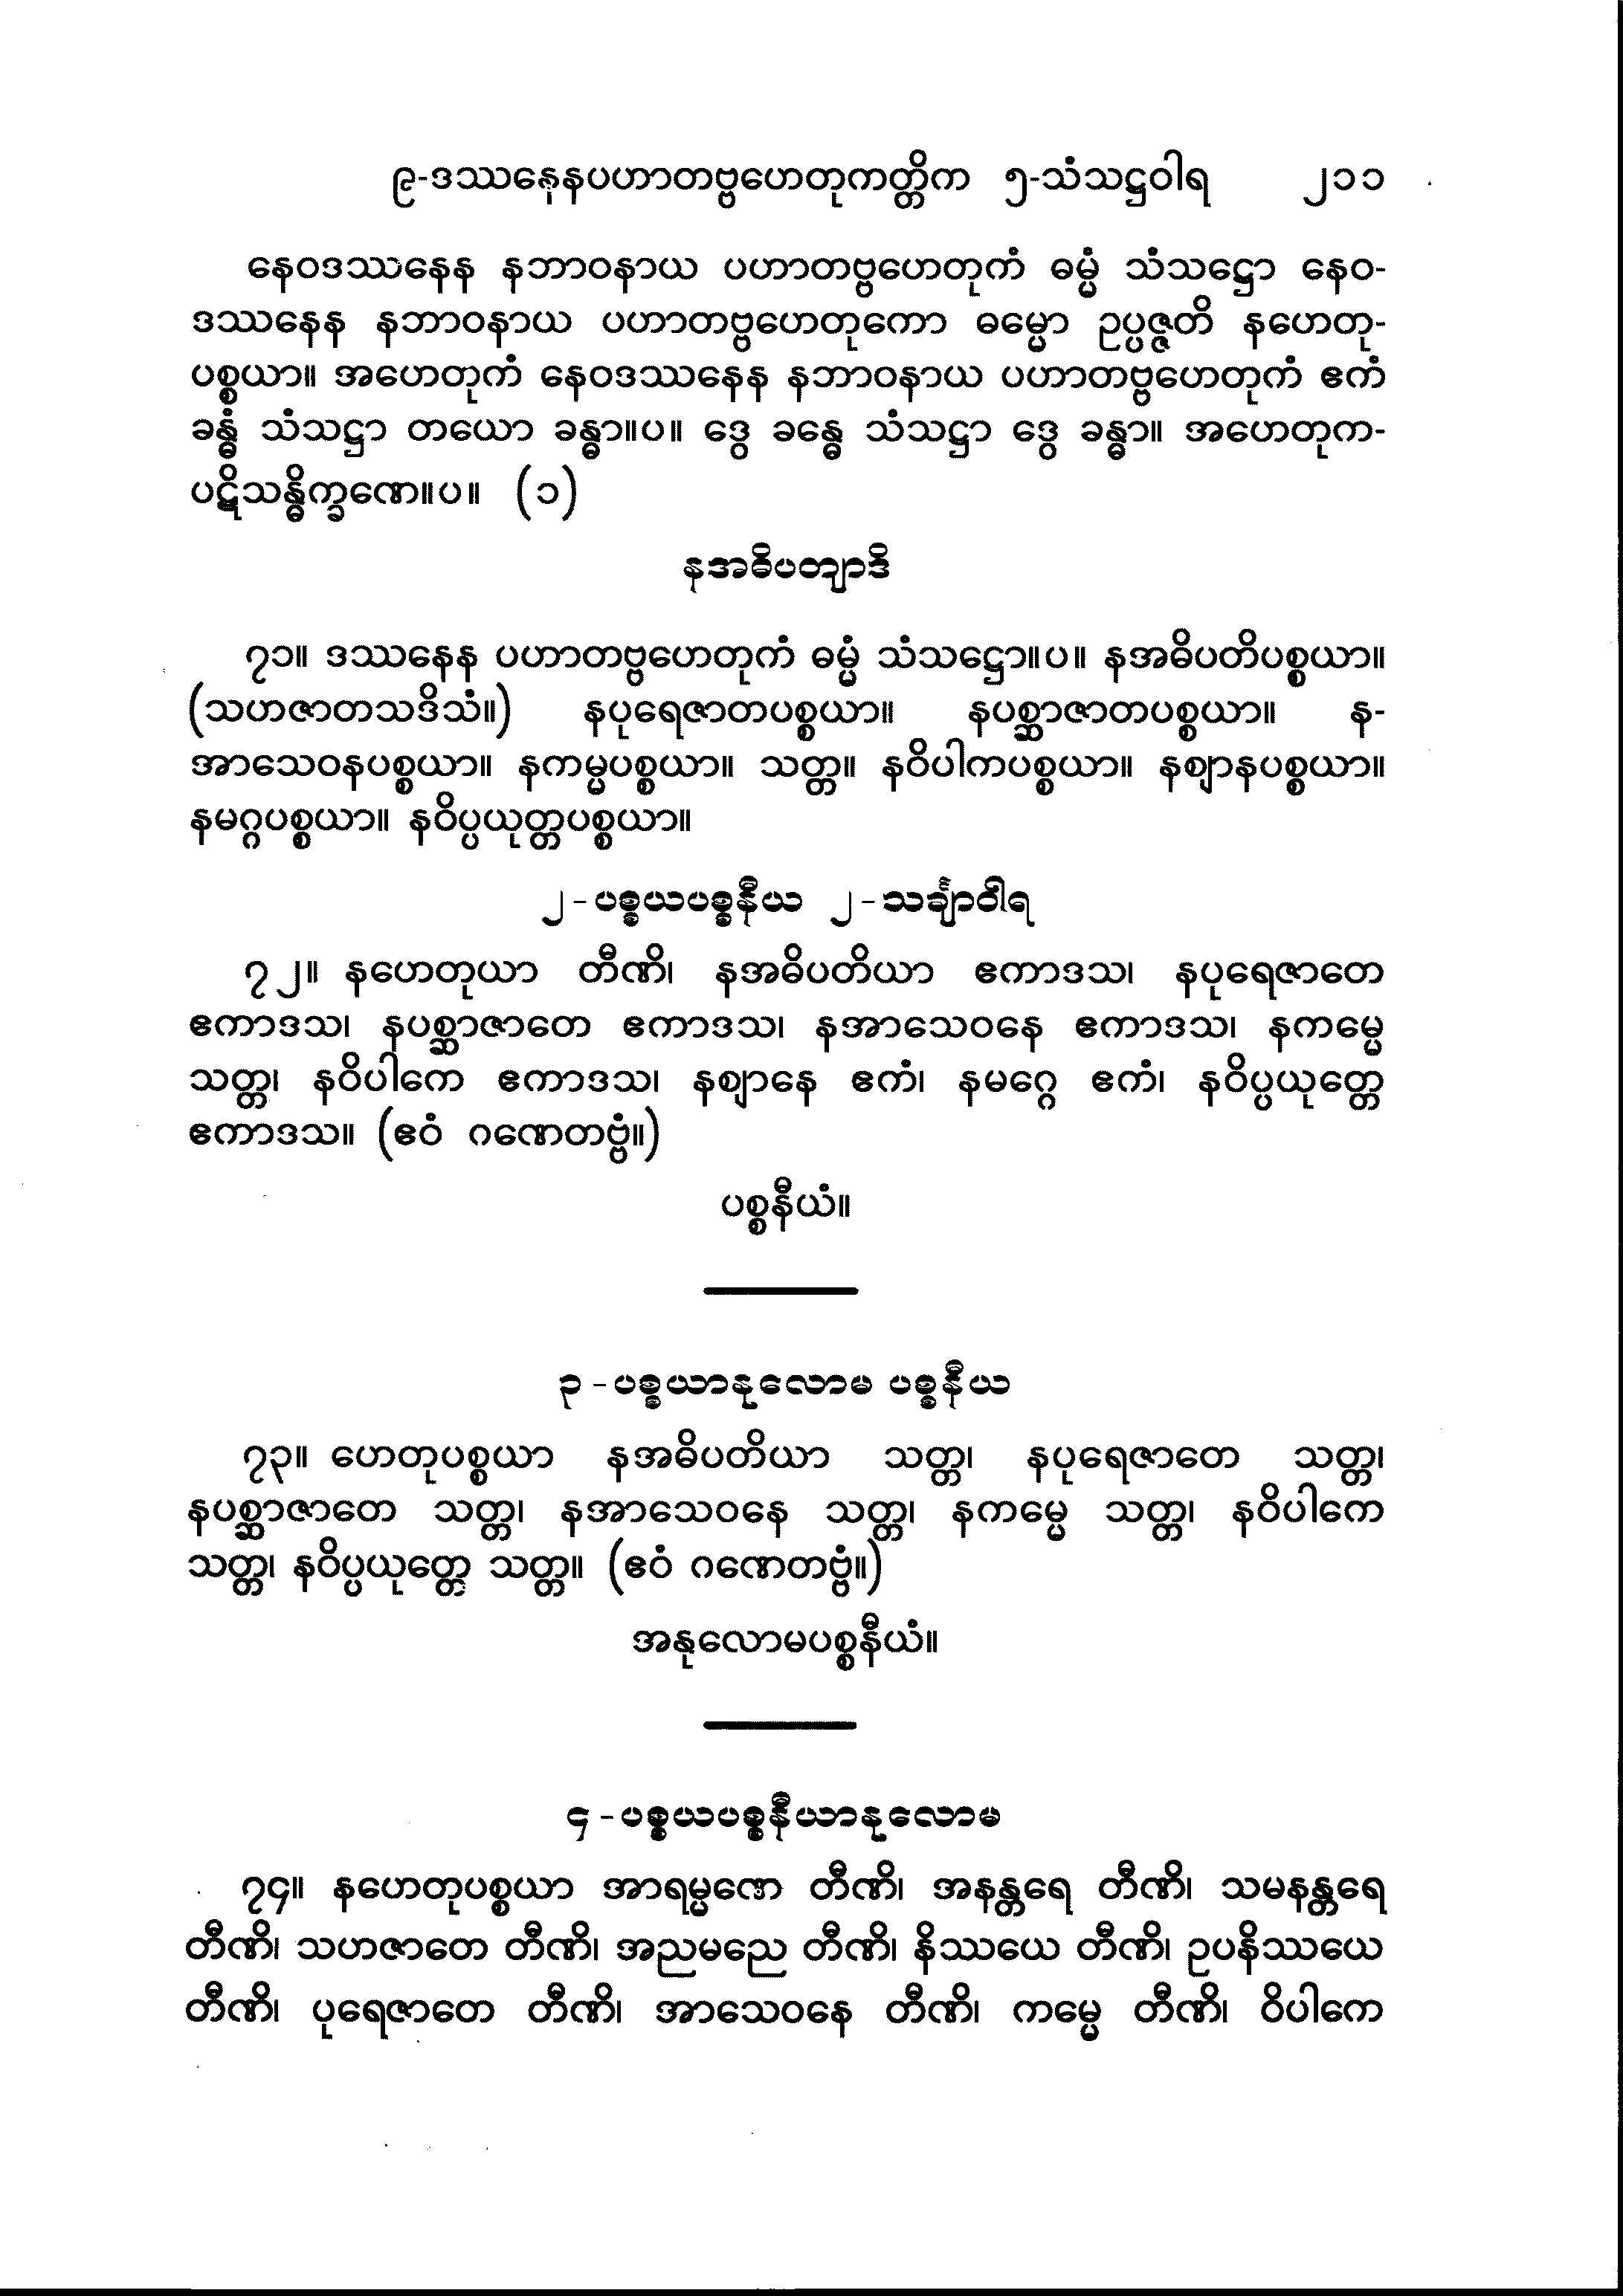 ၉-ဒဿနေနပဟာတဗ္ဗဟေတုကတ္တိက ၅-သံသဋ္ဌဝါရ ၂၁၁
နေဝဒဿနေန နဘာဝနာယ ပဟာတဗ္ဗဟေတုကံ ဓမ္မံ သံသဋ္ဌော နေဝ-
ဒဿနေန နဘာဝနာယ ပဟာတဗ္ဗဟေတုကော ဓမ္မော ဥပ္ပဇ္ဇတိ နဟေတု-
ပစ္စယာ။ အဟေတုကံ နေဝဒဿနေန နဘာဝနာယ ပဟာတဗ္ဗဟေတုကံ ဧကံ
ခန္ဓံ သံသဋ္ဌာ တယော ခန္ဓာ။ပ။ ဒွေ ခန္ဓေ သံသဋ္ဌာ ဒွေ ခန္ဓာ။ အဟေတုက-
ပဋိသန္ဓိက္ခဏေ။ပ။ (၁)
နအဓိပတျာဒိ
၇၁။ ဒဿနေန ပဟာတဗ္ဗဟေတုကံ ဓမ္မံ သံသဋ္ဌော။ပ။ နအဓိပတိပစ္စယာ။
(သဟဇာတသဒိသံ။) နပုရေဇာတပစ္စယာ။ နပစ္ဆာဇာတပစ္စယာ။ န-
အာသေဝနပစ္စယာ။ နကမ္မပစ္စယာ။ သတ္တ။ နဝိပါကပစ္စယာ။ နဈာနပစ္စယာ။
နမဂ္ဂပစ္စယာ။ နဝိပ္ပယုတ္တပစ္စယာ။
၂-ပစ္စယပစ္စနီယ ၂-သင်္ချာဝါရ
၇၂။ နဟေတုယာ တီဏိ၊ နအဓိပတိယာ ဧကာဒသ၊ နပုရေဇာတေ
ဧကာဒသ၊ နပစ္ဆာဇာတေ ဧကာဒသ၊ နအာသေဝနေ ဧကာဒသ၊ နကမ္မေ
သတ္တ၊ နဝိပါကေ ဧကာဒသ၊ နဈာနေ ဧကံ၊ နမဂ္ဂေ ဧကံ၊ နဝိပ္ပယုတ္တေ
ဧကာဒသ။ (ဧဝံ ဂဏေတဗ္ဗံ။)
ပစ္စနီယံ။
၃-ပစ္စယာနုလောမ ပစ္စနီယ
၇၃။ ဟေတုပစ္စယာ နအဓိပတိယာ သတ္တ၊ နပုရေဇာတေ သတ္တ၊
နပစ္ဆာဇာတေ သတ္တ၊ နအာသေဝနေ သတ္တ၊ နကမ္မေ သတ္တ၊ နဝိပါကေ
သတ္တ၊ နဝိပ္ပယုတ္တေ သတ္တ။ (ဧဝံ ဂဏေတဗ္ဗံ။)
အနုလောမပစ္စနီယံ။
၄-ပစ္စယပစ္စနီယာနုလောမ
၇၄။ နဟေတုပစ္စယာ အာရမ္မဏေ တီဏိ၊ အနန္တရေ တီဏိ၊ သမနန္တရေ
တီဏိ၊ သဟဇာတေ တီဏိ၊ အညမညေ တီဏိ၊ နိဿယေ တီဏိ၊ ဥပနိဿယေ
တီဏိ၊ ပုရေဇာတေ တီဏိ၊ အာသေဝနေ တီဏိ၊ ကမ္မေ တီဏိ၊ ဝိပါကေ